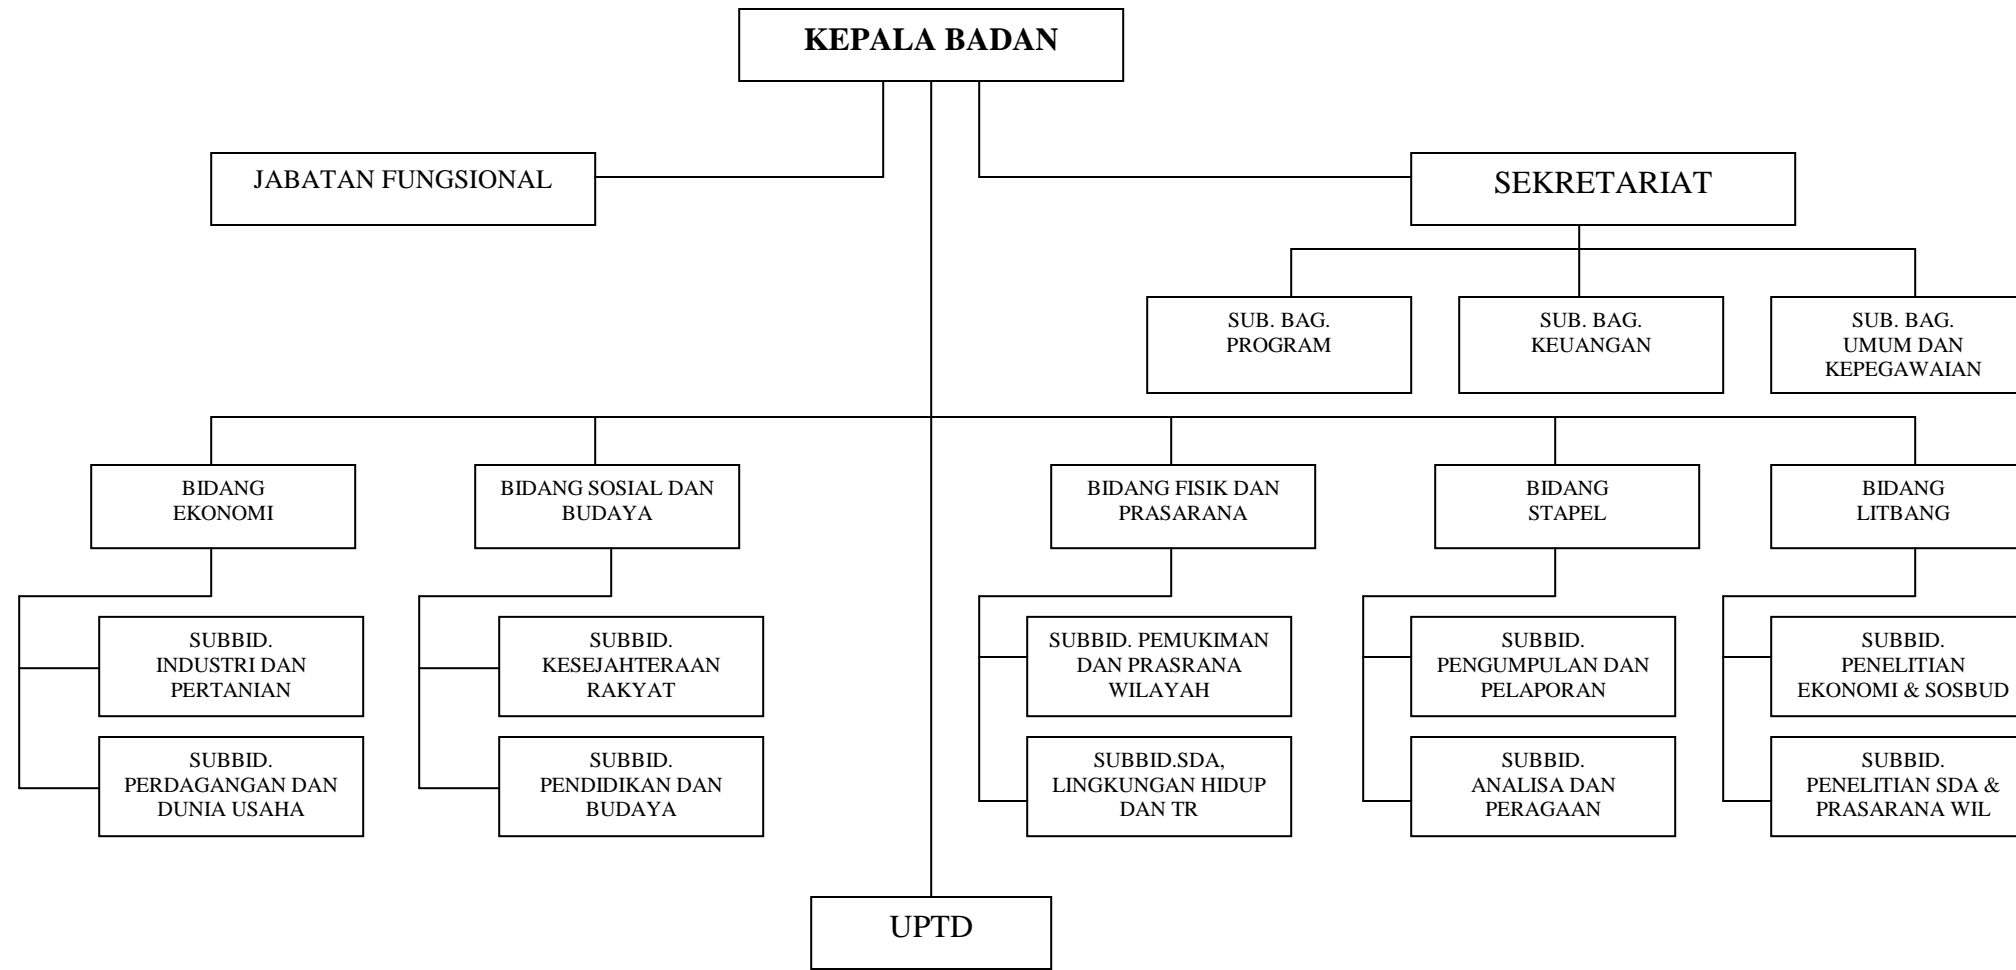 KEPALA BADAN
JABATAN FUNGSIONAL
SEKRETARIAT
SUB. BAG.
PROGRAM
SUB. BAG.
KEUANGAN
SUB. BAG.
UMUM DAN
KEPEGAWAIAN
BIDANG
EKONOMI
BIDANG SOSIAL DAN
BUDAYA
BIDANG FISIK DAN
PRASARANA
BIDANG
STAPEL
BIDANG
LITBANG
SUBBID.
INDUSTRI DAN
PERTANIAN
SUBBID.
KESEJAHTERAAN
RAKYAT
SUBBID. PEMUKIMAN
DAN PRASRANA
WILAYAH
SUBBID.
PENGUMPULAN DAN
PELAPORAN
SUBBID.
PENELITIAN
EKONOMI & SOSBUD
SUBBID.
PERDAGANGAN DAN
DUNIA USAHA
SUBBID.
PENDIDIKAN DAN
BUDAYA
SUBBID.SDA,
LINGKUNGAN HIDUP
DAN TR
SUBBID.
ANALISA DAN
PERAGAAN
SUBBID.
PENELITIAN SDA &
PRASARANA WIL
UPTD